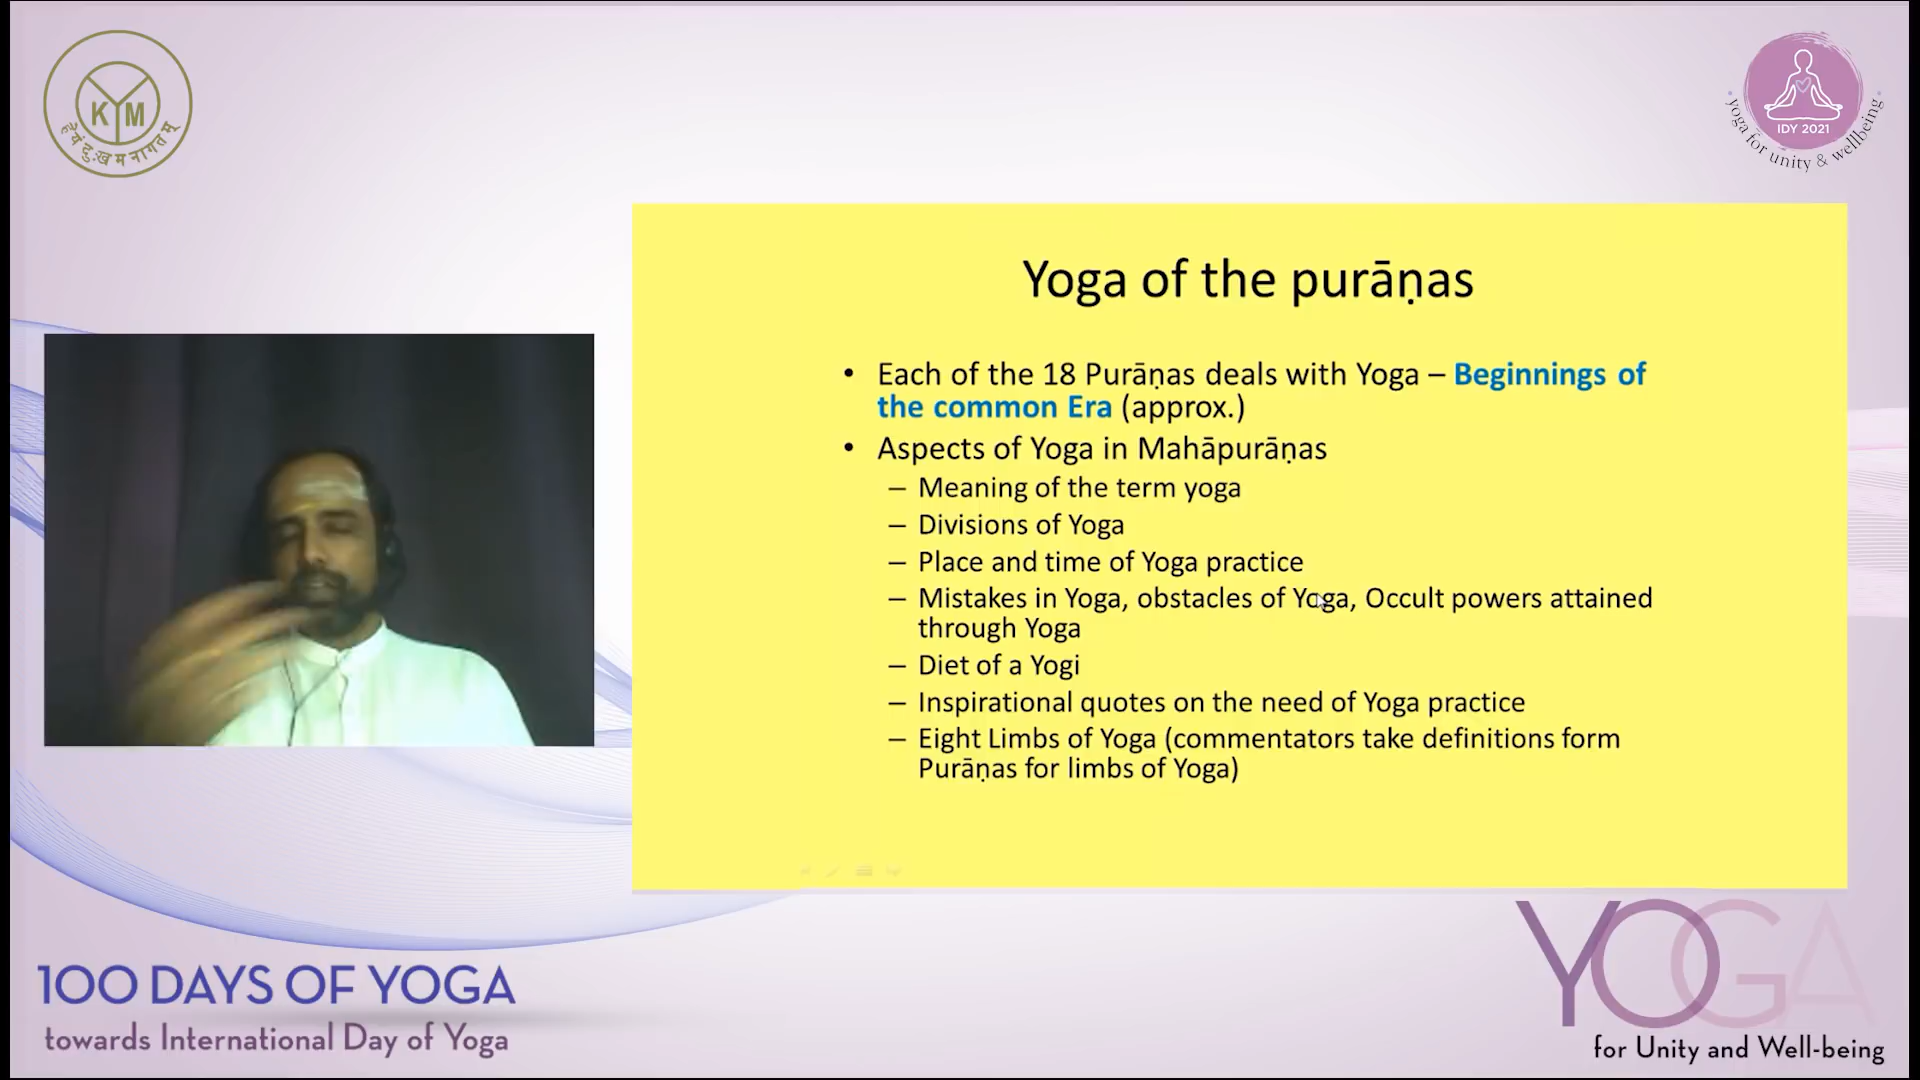 KYM
हेयं दुःखमनागतम्
IDY 2021
yoga for unity & wellbeing
Yoga of the purāṇas
• Each of the 18 Purāṇas deals with Yoga – Beginnings of
the common Era (approx.)
• Aspects of Yoga in Mahāpurāṇas
– Meaning of the term yoga
– Divisions of Yoga
– Place and time of Yoga practice
– Mistakes in Yoga, obstacles of Yoga, Occult powers attained
through Yoga
– Diet of a Yogi
– Inspirational quotes on the need of Yoga practice
– Eight Limbs of Yoga (commentators take definitions form
Purāṇas for limbs of Yoga)
100 DAYS OF YOGA
towards International Day of Yoga
YOGA
for Unity and Well-being